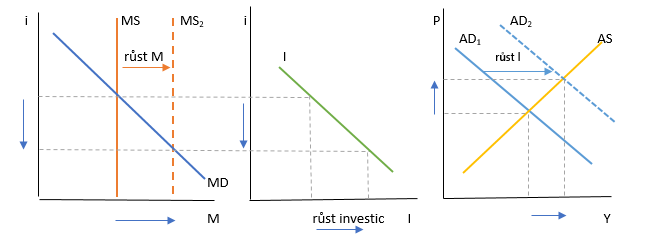 i
MS
MS2
růst M
MD
M
i
I
růst investic
I
P
AD1
AD2
AS
růst I
Y